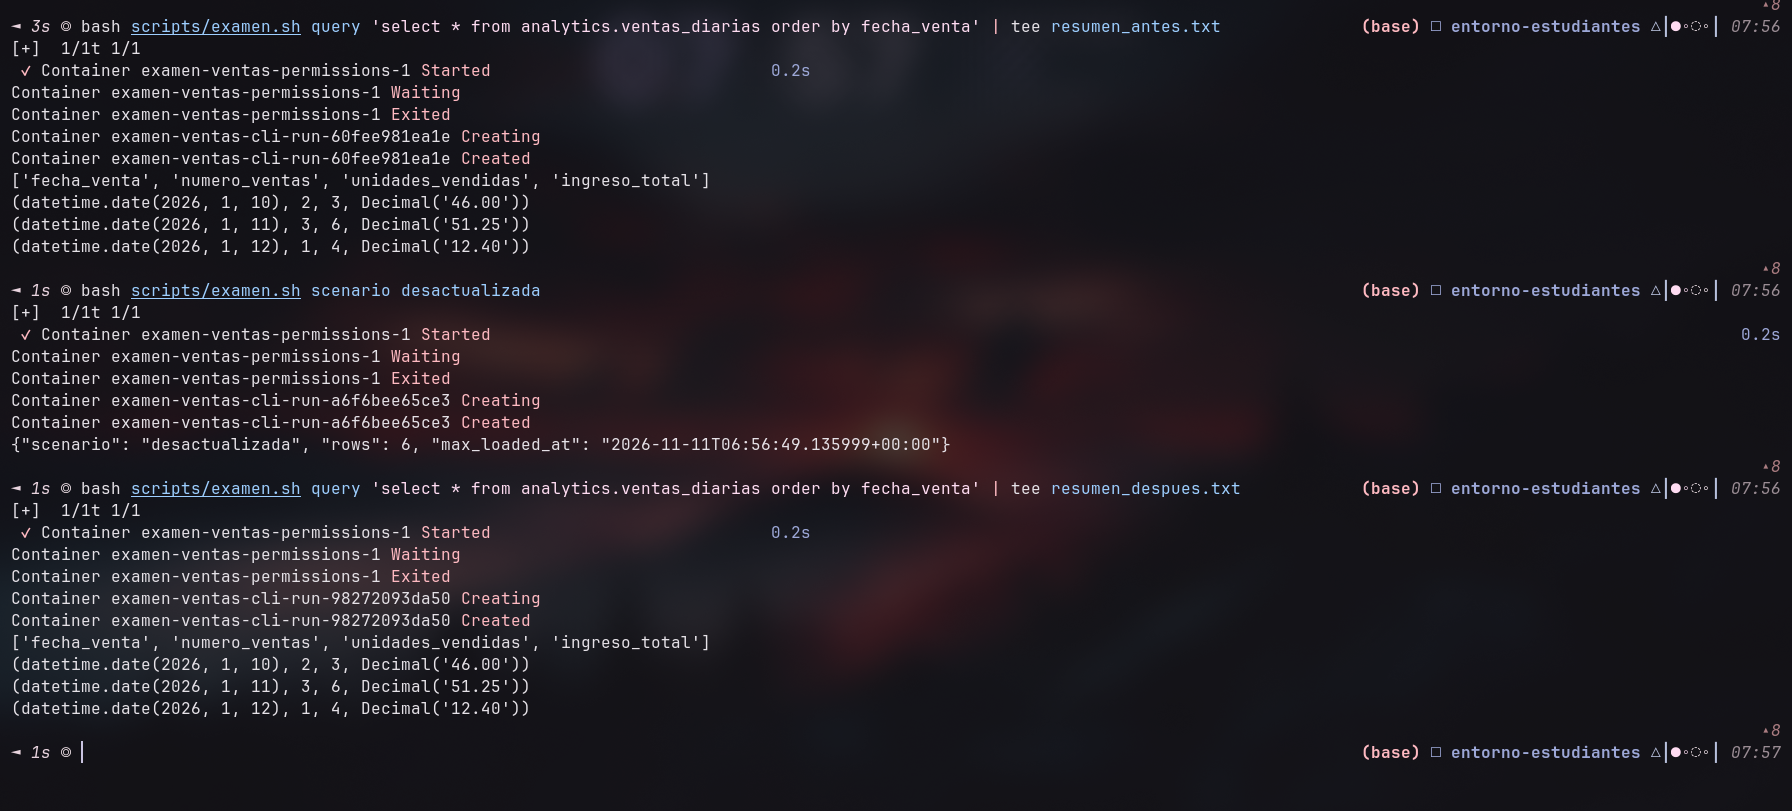 ▴8
◄ 3s ◎ bash scripts/examen.sh query 'select * from analytics.ventas_diarias order by fecha_venta' | tee resumen_antes.txt (base) □ entorno-estudiantes △│●◦◌◦│ 07:56
[+]  1/1t 1/1
 ✓ Container examen-ventas-permissions-1 Started 0.2s
Container examen-ventas-permissions-1 Waiting
Container examen-ventas-permissions-1 Exited
Container examen-ventas-cli-run-60fee981ea1e Creating
Container examen-ventas-cli-run-60fee981ea1e Created
['fecha_venta', 'numero_ventas', 'unidades_vendidas', 'ingreso_total']
(datetime.date(2026, 1, 10), 2, 3, Decimal('46.00'))
(datetime.date(2026, 1, 11), 3, 6, Decimal('51.25'))
(datetime.date(2026, 1, 12), 1, 4, Decimal('12.40'))
▴8
◄ 1s ◎ bash scripts/examen.sh scenario desactualizada (base) □ entorno-estudiantes △│●◦◌◦│ 07:56
[+]  1/1t 1/1
 ✓ Container examen-ventas-permissions-1 Started 0.2s
Container examen-ventas-permissions-1 Waiting
Container examen-ventas-permissions-1 Exited
Container examen-ventas-cli-run-a6f6bee65ce3 Creating
Container examen-ventas-cli-run-a6f6bee65ce3 Created
{"scenario": "desactualizada", "rows": 6, "max_loaded_at": "2026-11-11T06:56:49.135999+00:00"}
▴8
◄ 1s ◎ bash scripts/examen.sh query 'select * from analytics.ventas_diarias order by fecha_venta' | tee resumen_despues.txt (base) □ entorno-estudiantes △│●◦◌◦│ 07:56
[+]  1/1t 1/1
 ✓ Container examen-ventas-permissions-1 Started 0.2s
Container examen-ventas-permissions-1 Waiting
Container examen-ventas-permissions-1 Exited
Container examen-ventas-cli-run-98272093da50 Creating
Container examen-ventas-cli-run-98272093da50 Created
['fecha_venta', 'numero_ventas', 'unidades_vendidas', 'ingreso_total']
(datetime.date(2026, 1, 10), 2, 3, Decimal('46.00'))
(datetime.date(2026, 1, 11), 3, 6, Decimal('51.25'))
(datetime.date(2026, 1, 12), 1, 4, Decimal('12.40'))
▴8
◄ 1s ◎ (base) □ entorno-estudiantes △│●◦◌◦│ 07:57